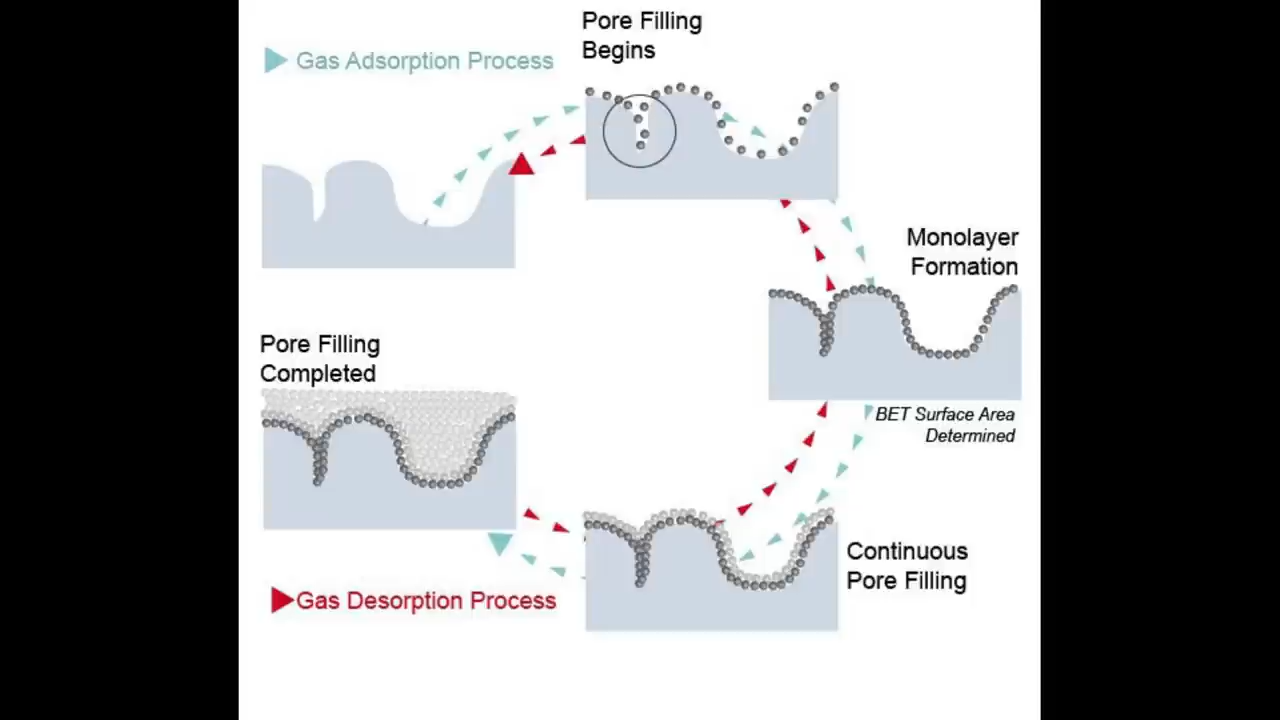 Pore Filling
Begins
Gas Adsorption Process
Monolayer
Formation
Pore Filling
Completed
BET Surface Area
Determined
Continuous
Pore Filling
Gas Desorption Process